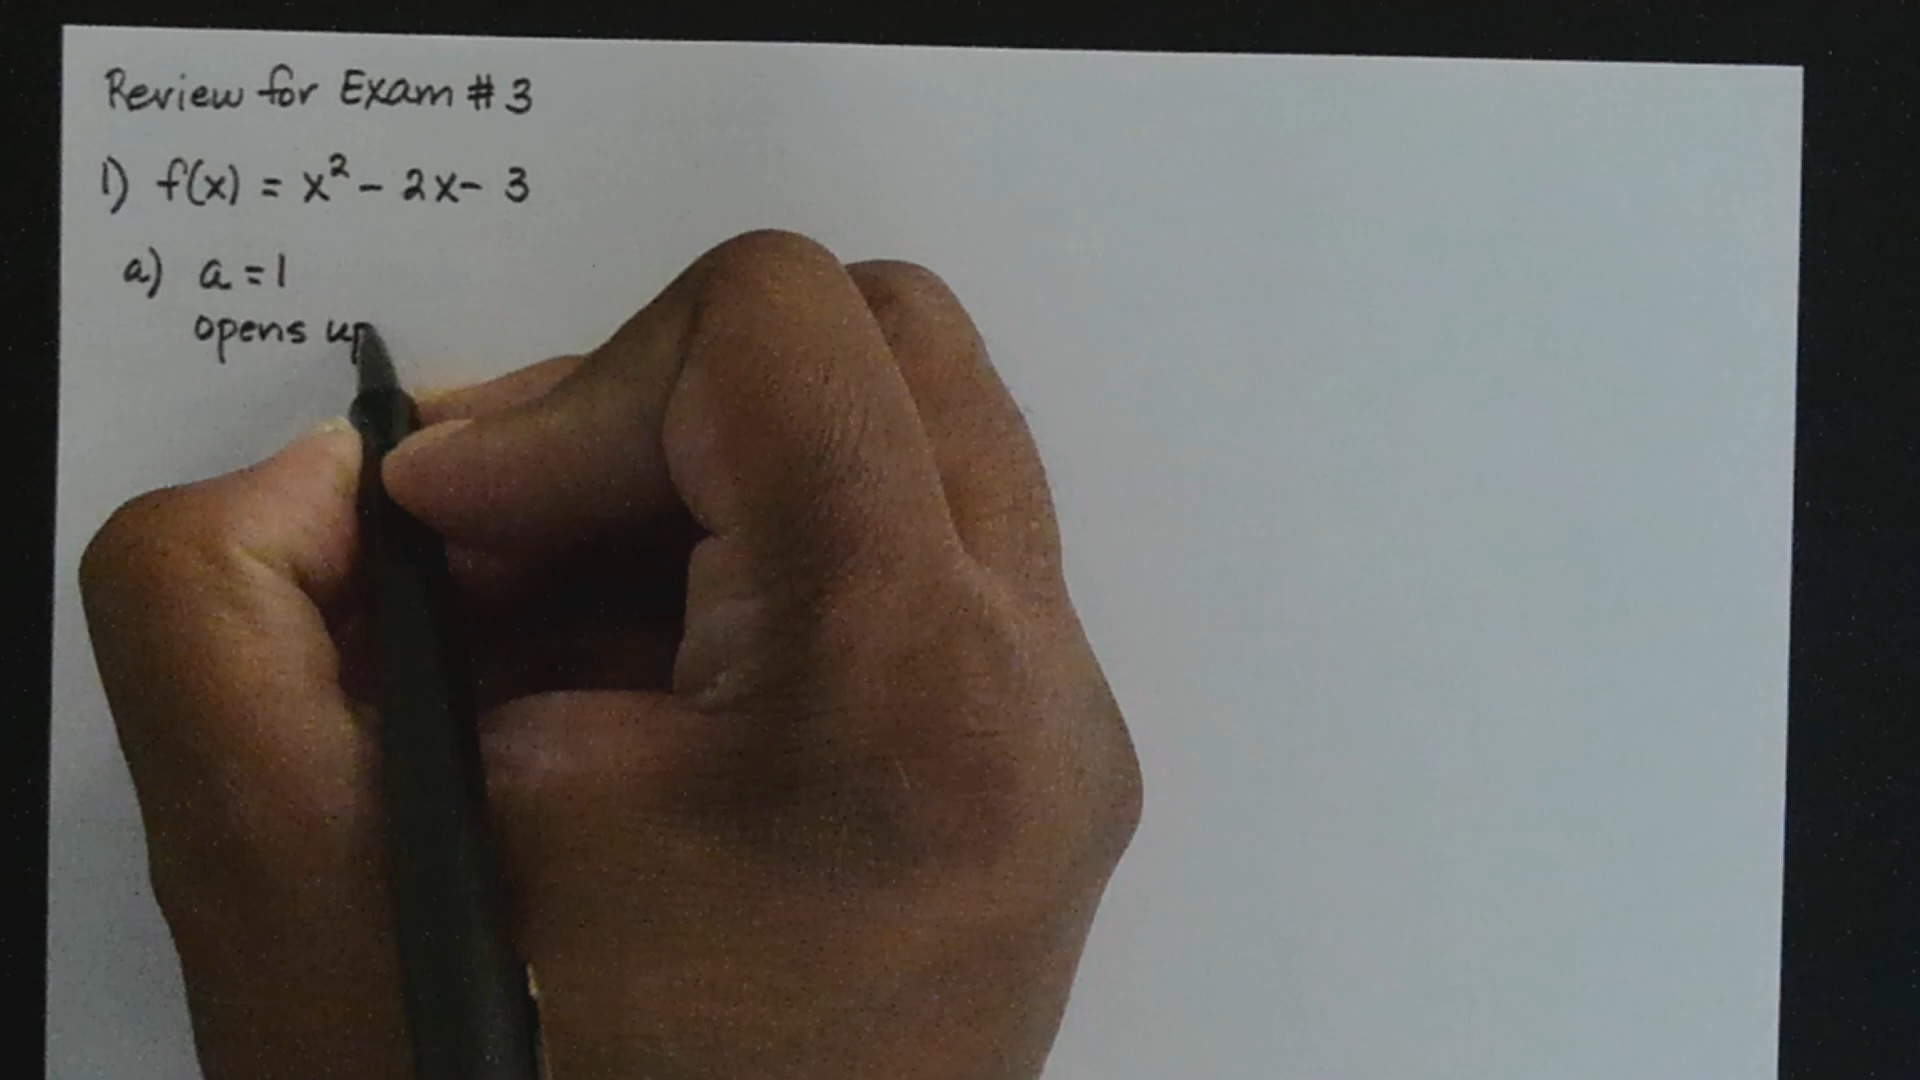 Review for Exam # 3
1) f(x) = x² - 2x - 3
a) a = 1
opens up